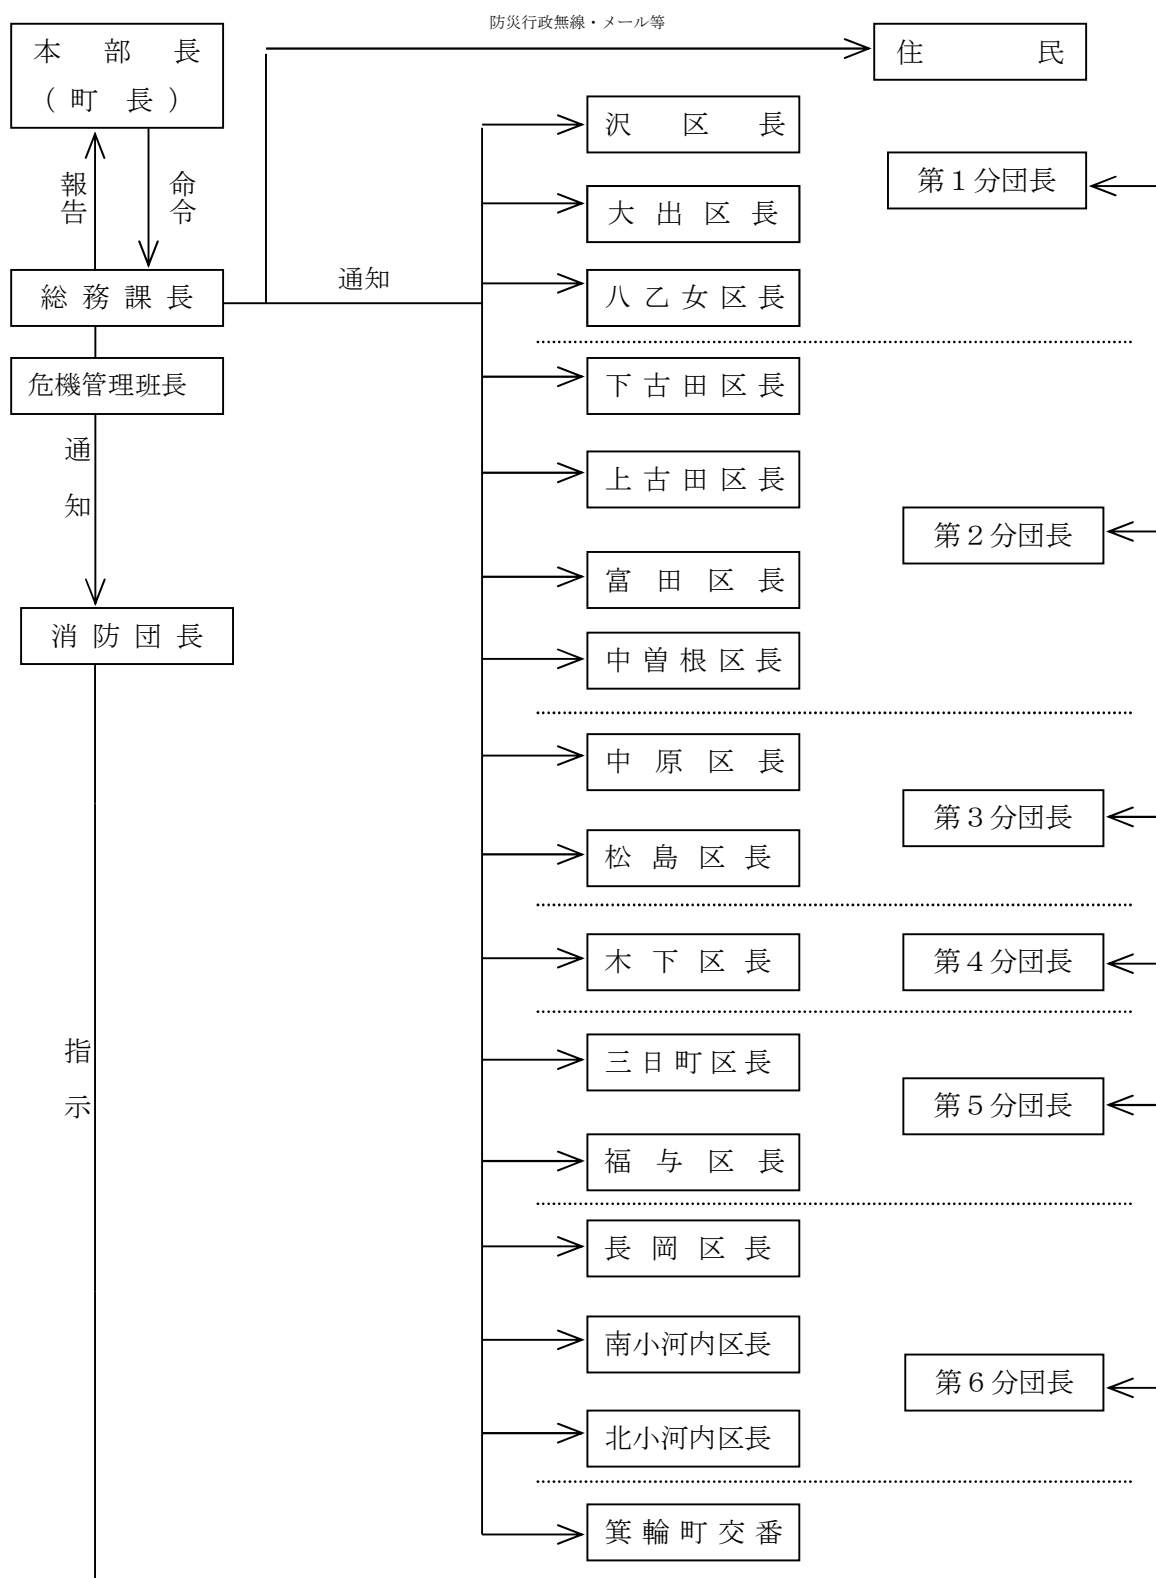 防災行政無線・メール等
本部長
(町長)
住民
報告
命令
総務課長
危機管理班長
通知
消防団長
指示
通知
沢区長
大出区長
八乙女区長
第１分団長
下古田区長
上古田区長
富田区長
中曽根区長
第２分団長
中原区長
松島区長
第３分団長
木下区長
第４分団長
三日町区長
福与区長
第５分団長
長岡区長
南小河内区長
北小河内区長
第６分団長
箕輪町交番